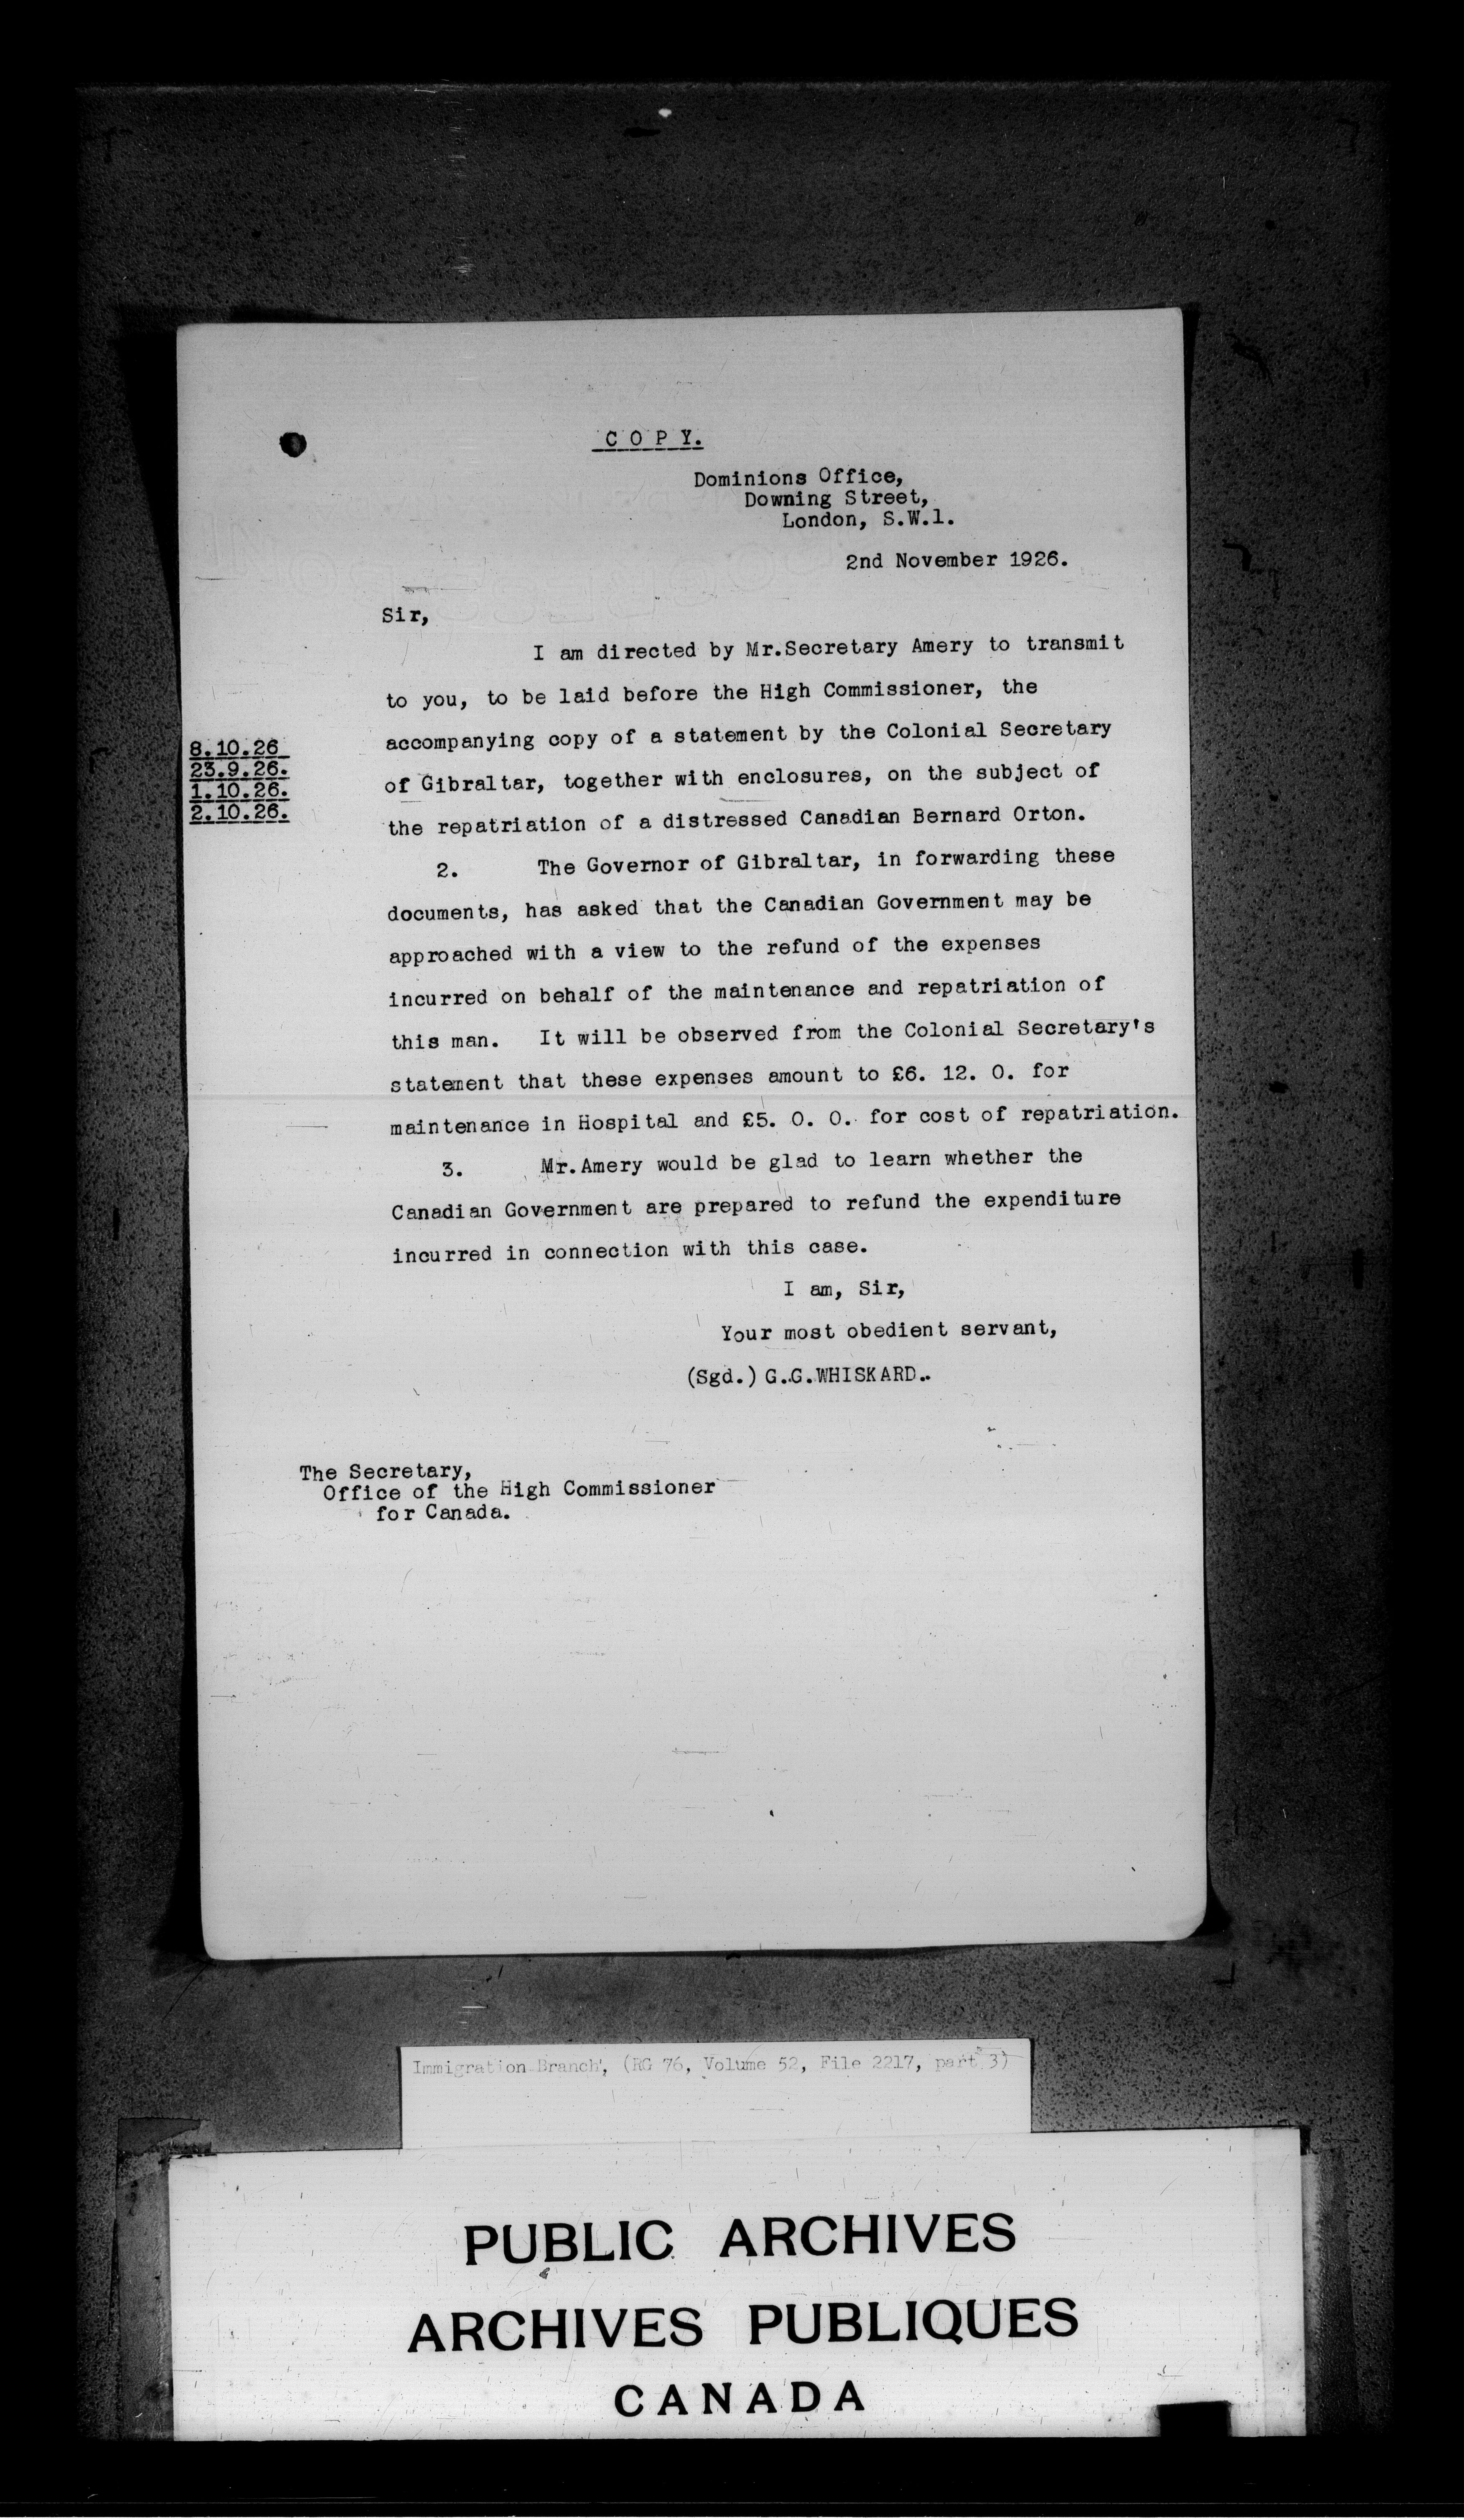 C O P Y.
Dominions Office,
Downing Street,
London, S.W.1.
2nd November 1926.
Sir,
I am directed by Mr.Secretary Amery to transmit
to you, to be laid before the High Commissioner, the
accompanying copy of a statement by the Colonial Secretary
of Gibraltar, together with enclosures, on the subject of
the repatriation of a distressed Canadian Bernard Orton.
8.10.26
23.9.26.
1.10.26.
2.10.26.
2. The Governor of Gibraltar, in forwarding these
documents, has asked that the Canadian Government may be
approached with a view to the refund of the expenses
incurred on behalf of the maintenance and repatriation of
this man. It will be observed from the Colonial Secretary's
statement that these expenses amount to £6. 12. 0. for
maintenance in Hospital and £5. 0. 0. for cost of repatriation.
3. Mr.Amery would be glad to learn whether the
Canadian Government are prepared to refund the expenditure
incurred in connection with this case.
I am, Sir,
Your most obedient servant,
(Sgd.) G.G.WHISKARD.
The Secretary,
Office of the High Commissioner
for Canada.
Immigration Branch, (RG 76, Volume 52, File 2217, part 3)
PUBLIC ARCHIVES
ARCHIVES PUBLIQUES
CANADA